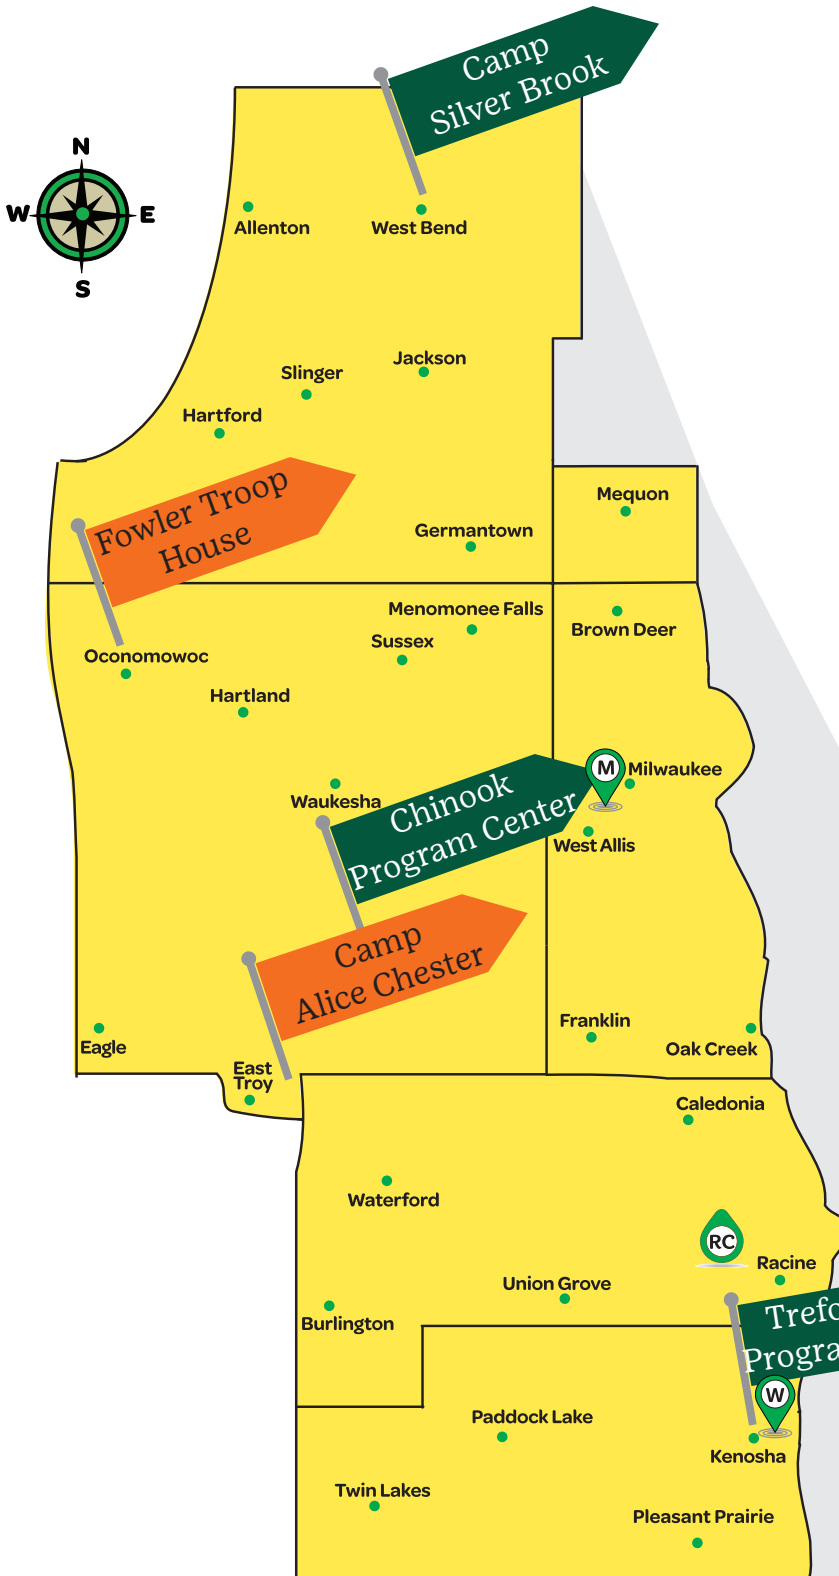 Camp
Silver Brook
N
W
E
S
Allenton
West Bend
Jackson
Slinger
Hartford
Fowler Troop
House
Mequon
Germantown
Menomonee Falls
Brown Deer
Sussex
Oconomowoc
Hartland
M
Milwaukee
Waukesha
Chinook
Program Center
West Allis
Camp
Alice Chester
Franklin
Eagle
Oak Creek
East
Troy
Caledonia
Waterford
RC
Racine
Union Grove
Burlington
Trefo
Progra
W
Paddock Lake
Kenosha
Twin Lakes
Pleasant Prairie